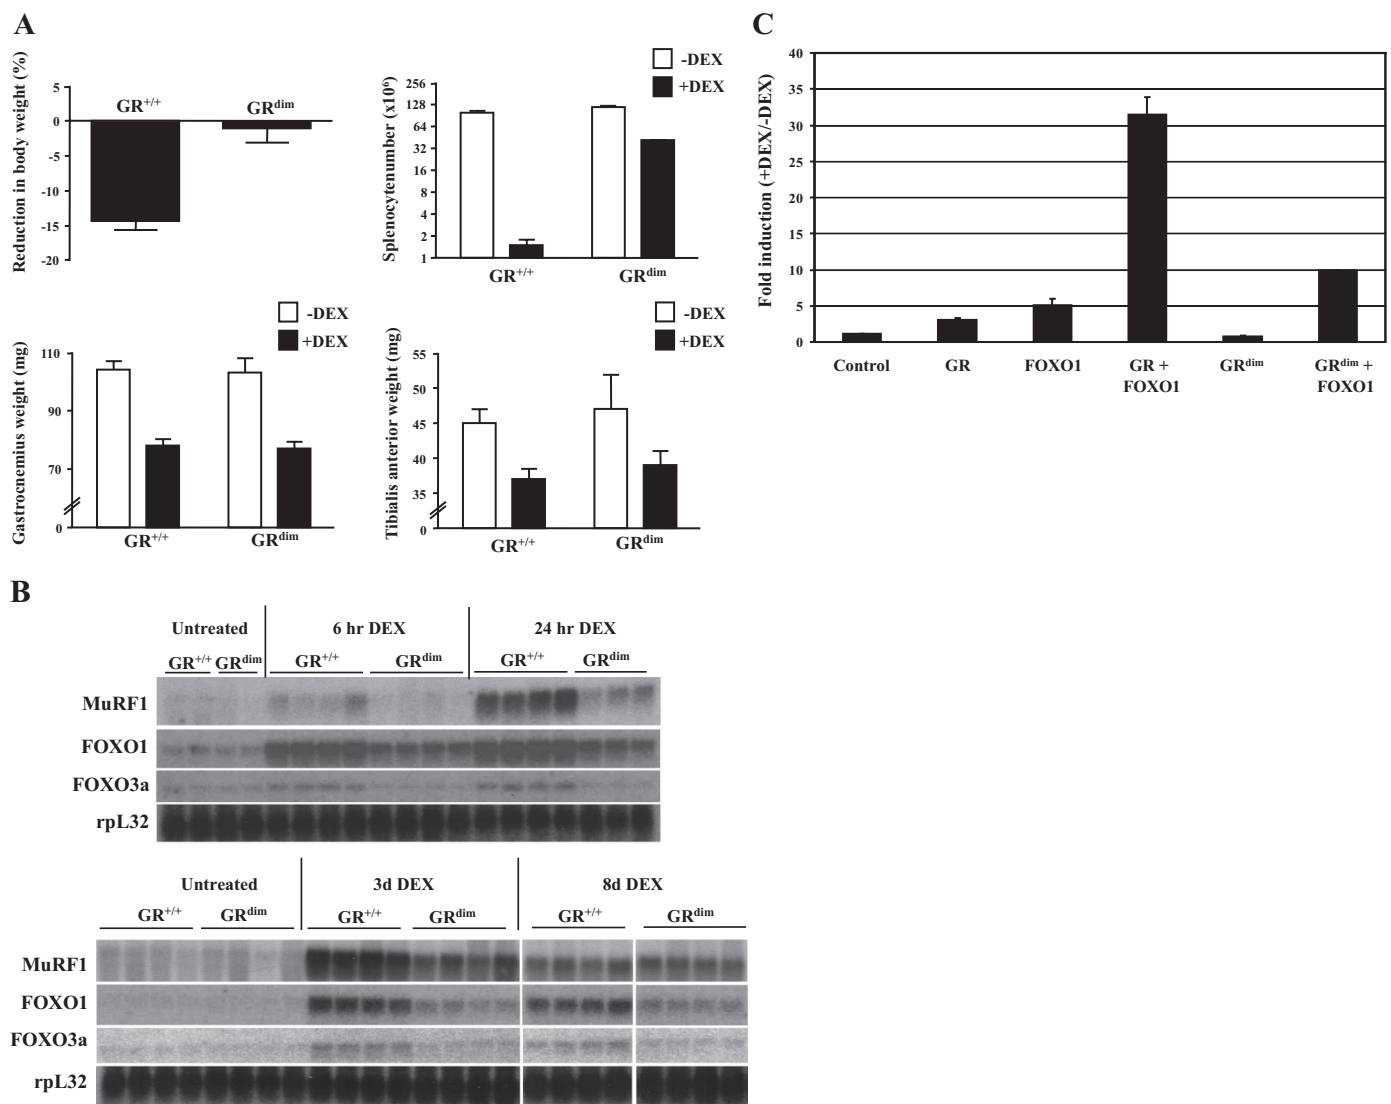 A
Reduction in body weight (%)
5
0
-5
-10
-15
-20
GR+/+
GRdim
-DEX
+DEX
Splenocytenumber (x10⁶)
256
128
64
32
16
8
4
2
1
GR+/+
GRdim
-DEX
+DEX
Gastrocnemius weight (mg)
110
90
70
0
GR+/+
GRdim
-DEX
+DEX
Tibialis anterior weight (mg)
55
50
45
40
35
0
GR+/+
GRdim
C
Fold induction (+DEX/-DEX)
40
35
30
25
20
15
10
5
0
Control
GR
FOXO1
GR +
FOXO1
GRdim
GRdim +
FOXO1
B
Untreated
6 hr DEX
24 hr DEX
GR+/+ GRdim
GR+/+
GRdim
GR+/+
GRdim
MuRF1
FOXO1
FOXO3a
rpL32
Untreated
3d DEX
8d DEX
GR+/+
GRdim
GR+/+
GRdim
GR+/+
GRdim
MuRF1
FOXO1
FOXO3a
rpL32